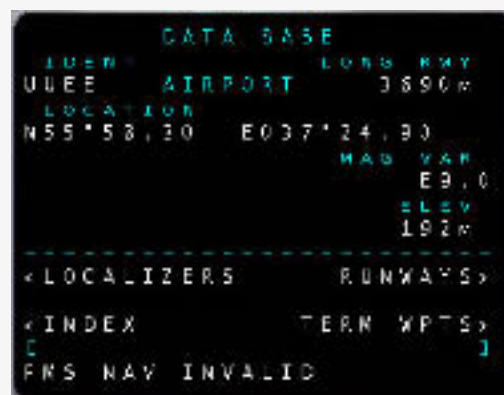 DATA BASE
IDENT LONG RWY
UUEE AIRPORT 3690M
LOCATION
N55°58.30 E037°24.90
MAG VAR
E9.0
ELEV
192M
<LOCALIZERS RUNWAYS>
<INDEX TERM WPTS>
[ ]
FMS NAV INVALID